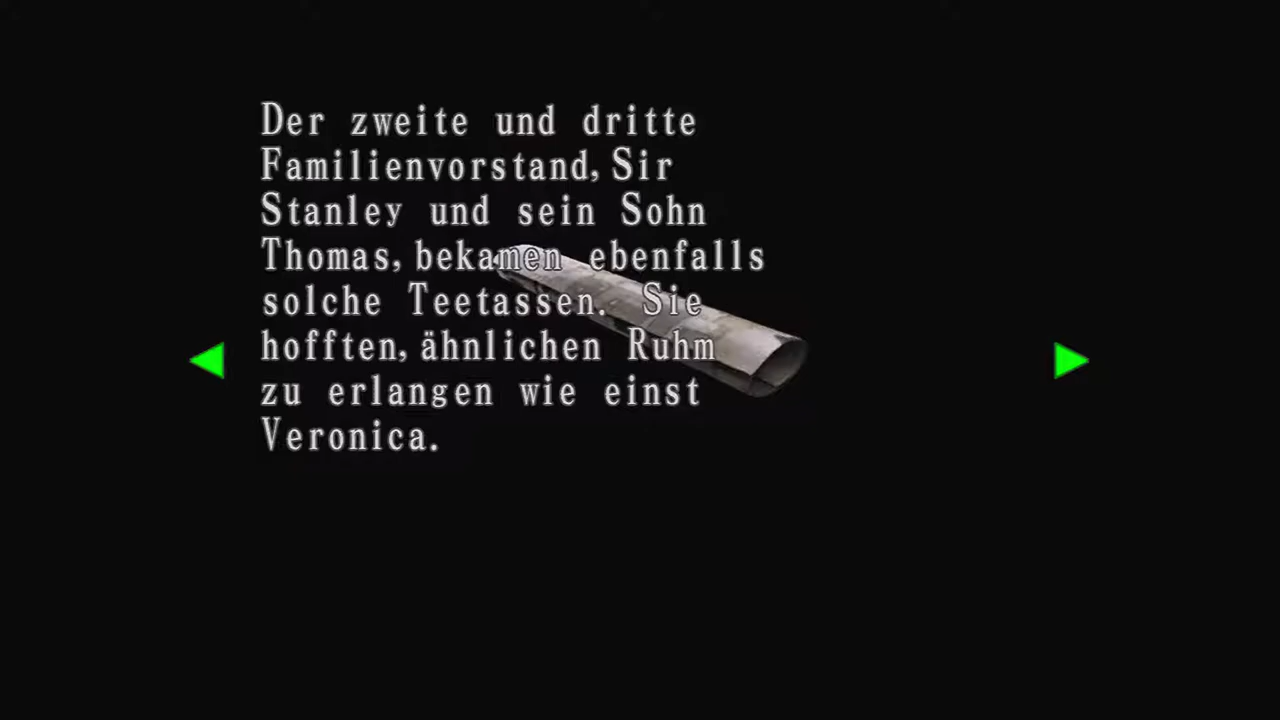 Der zweite und dritte
Familienvorstand, Sir
Stanley und sein Sohn
Thomas, bekamen ebenfalls
solche Teetassen. Sie
hofften, ähnlichen Ruhm
zu erlangen wie einst
Veronica.